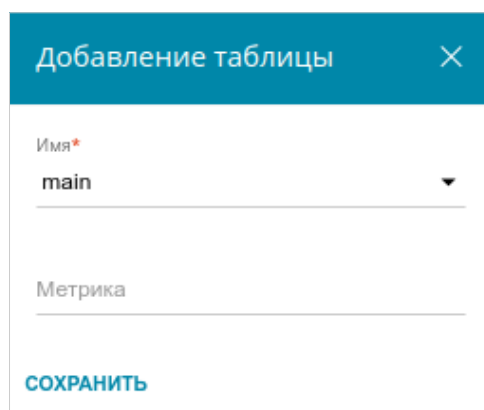 Добавление таблицы
Имя*
main
Метрика
СОХРАНИТЬ